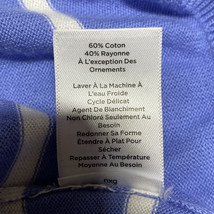 60% Coton
40% Rayonne
À L'exception Des
Ornements
Laver À La Machine À
L'eau Froide
Cycle Délicat
Agent De Blanchiment
Non Chloré Seulement Au
Besoin
Redonner Sa Forme
Étendre À Plat Pour
Sécher
Repasser À Température
Moyenne Au Besoin